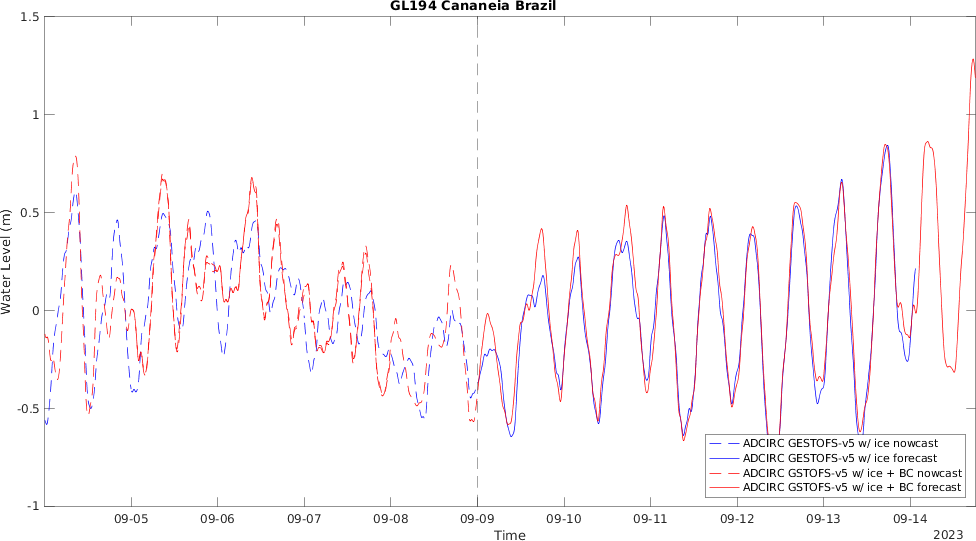 GL194 Cananeia Brazil
1.5
1
0.5
0
-0.5
-1
Water Level (m)
09-05 09-06 09-07 09-08 09-09 09-10 09-11 09-12 09-13 09-14
Time
2023
ADCIRC GESTOFS-v5 w/ ice nowcast
ADCIRC GESTOFS-v5 w/ ice forecast
ADCIRC GSTOFS-v5 w/ ice + BC nowcast
ADCIRC GSTOFS-v5 w/ ice + BC forecast